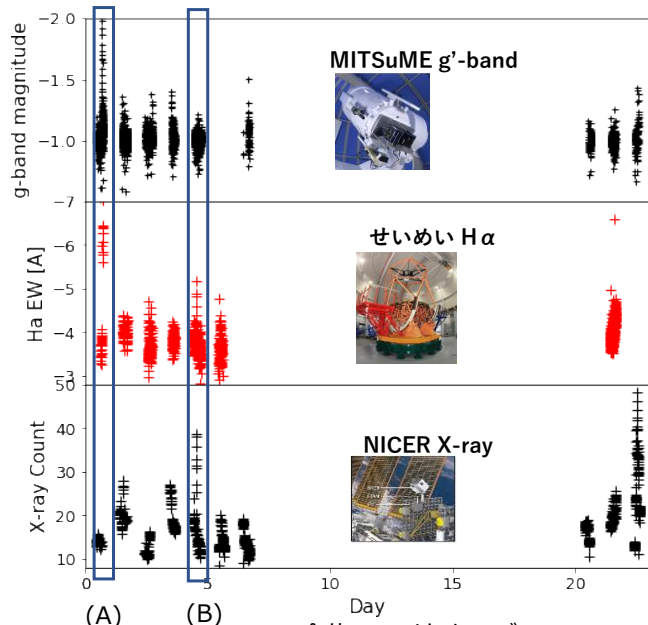 MITSuME g'-band
g-band magnitude
−2.0
−1.5
−1.0
−7
せいめい Hα
Ha EW [A]
−6
−5
−4
−3
NICER X-ray
X-ray Count
50
40
30
20
10
0
5
10
15
20
Day
(A)
(B)